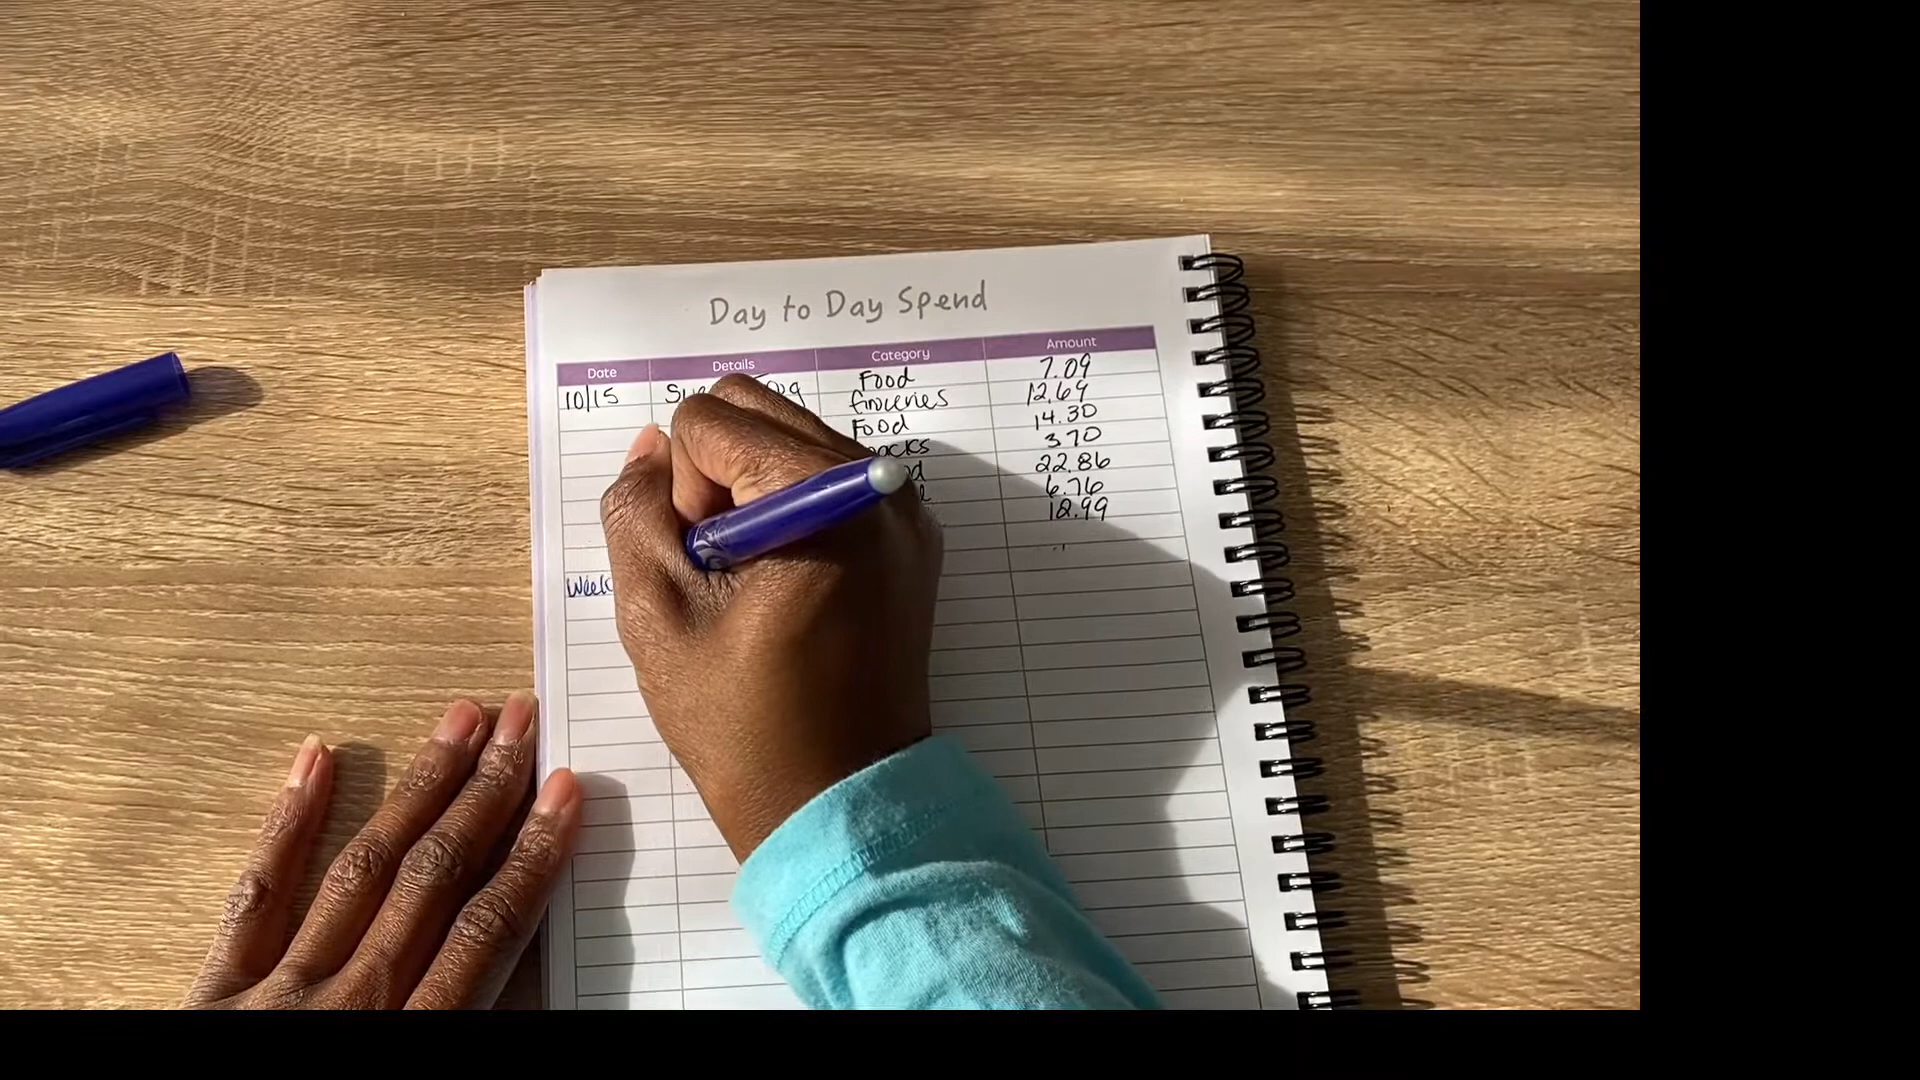 Day to Day Spend
Date Details Category Amount
10/15 Food 7.09
groceries 12.69
Food 14.30
3.70
22.86
6.76
18.99